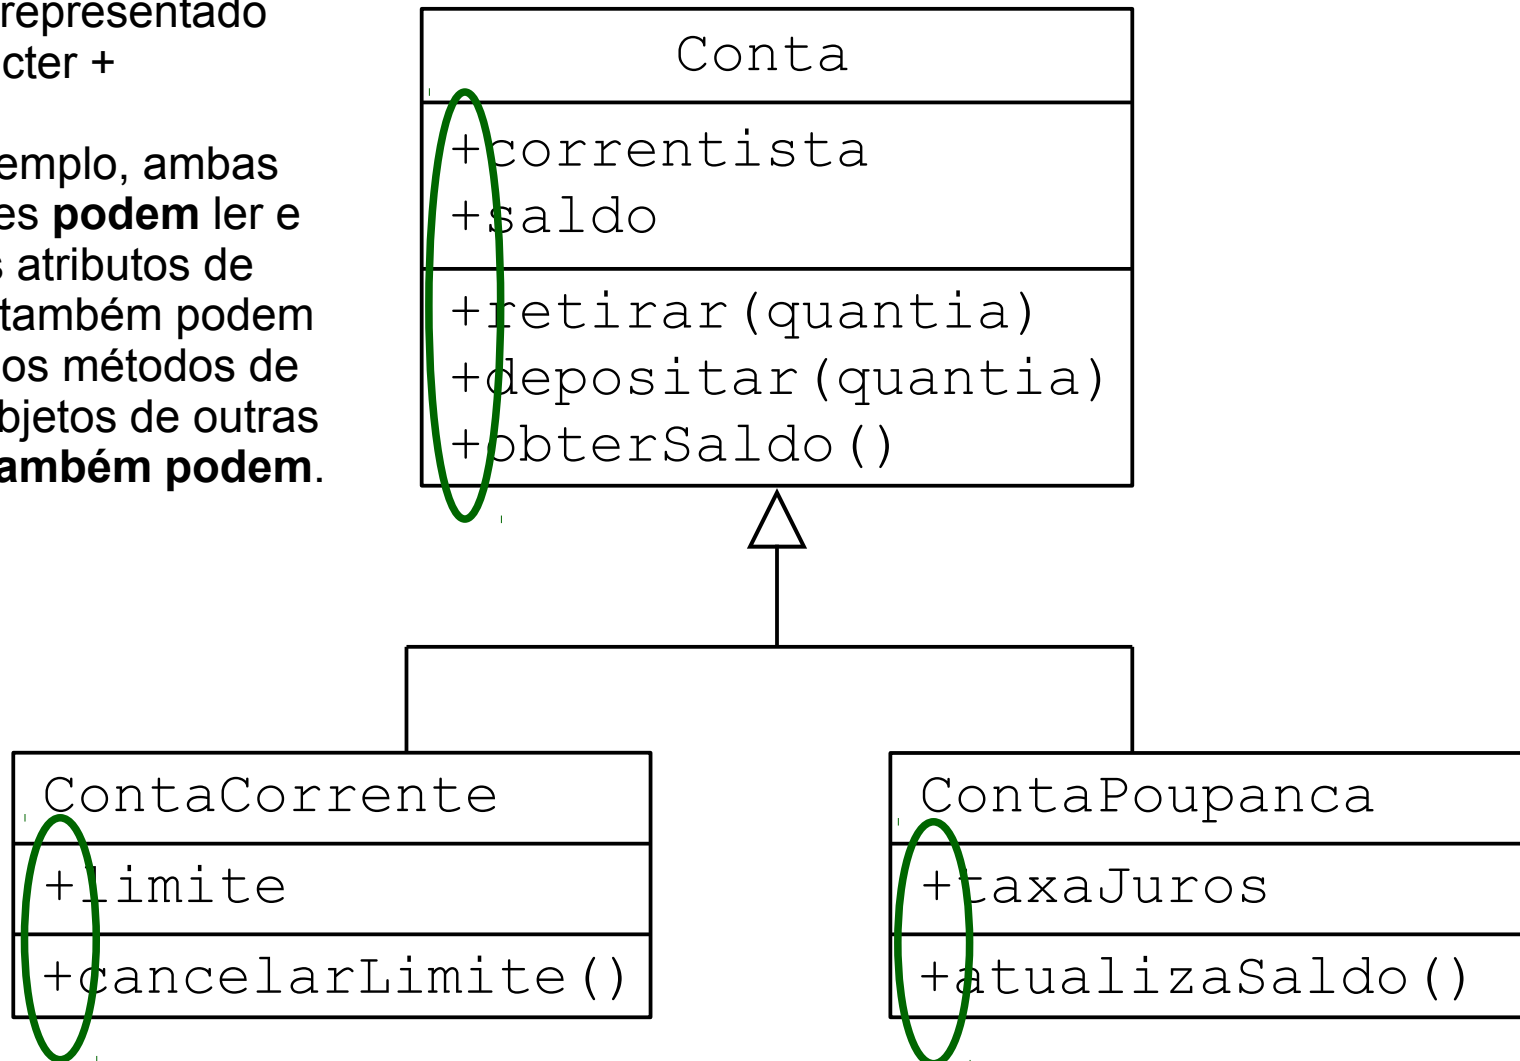 representado
cter +
emplo, ambas
es podem ler e
s atributos de
também podem
os métodos de
bjetos de outras
ambém podem.
Conta
+correntista
+saldo
+retirar(quantia)
+depositar(quantia)
+obterSaldo()
ContaCorrente
+limite
+cancelarLimite()
ContaPoupanca
+taxaJuros
+atualizaSaldo()